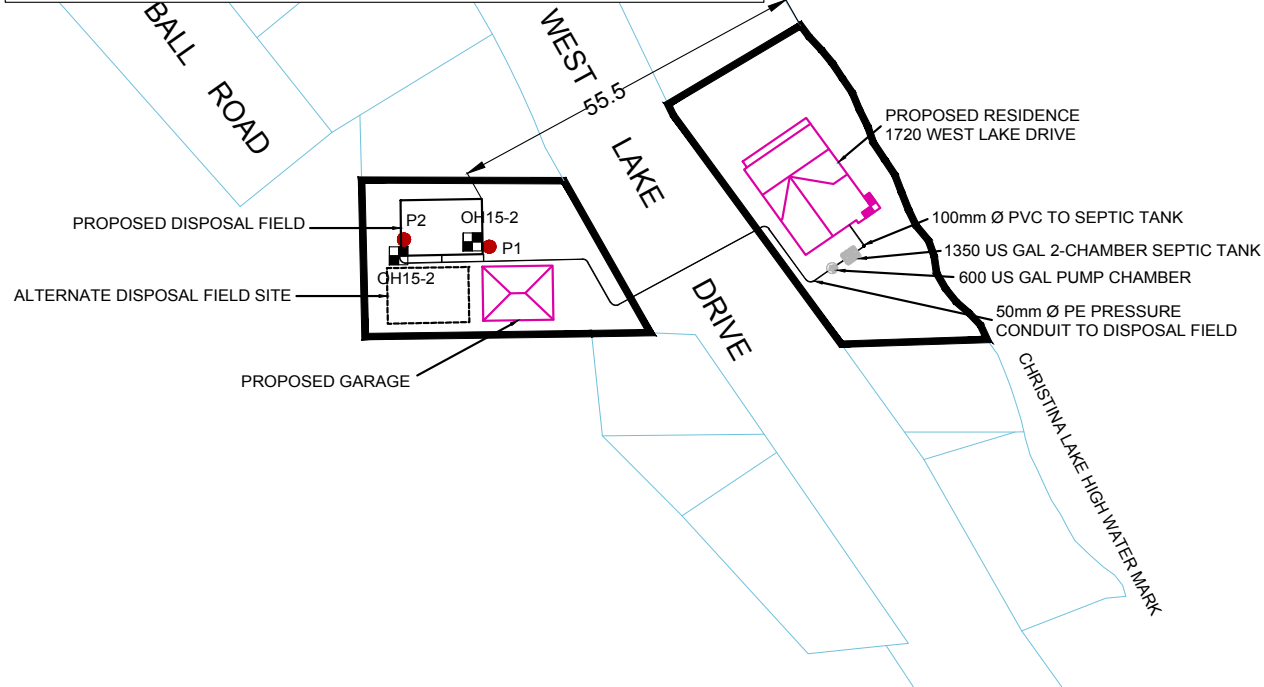 BALL ROAD
WEST LAKE DRIVE
55.5
PROPOSED RESIDENCE
1720 WEST LAKE DRIVE
PROPOSED DISPOSAL FIELD
P2
OH15-2
P1
100mm Ø PVC TO SEPTIC TANK
1350 US GAL 2-CHAMBER SEPTIC TANK
600 US GAL PUMP CHAMBER
OH15-2
ALTERNATE DISPOSAL FIELD SITE
50mm Ø PE PRESSURE
CONDUIT TO DISPOSAL FIELD
PROPOSED GARAGE
CHRISTINA LAKE HIGH WATER MARK